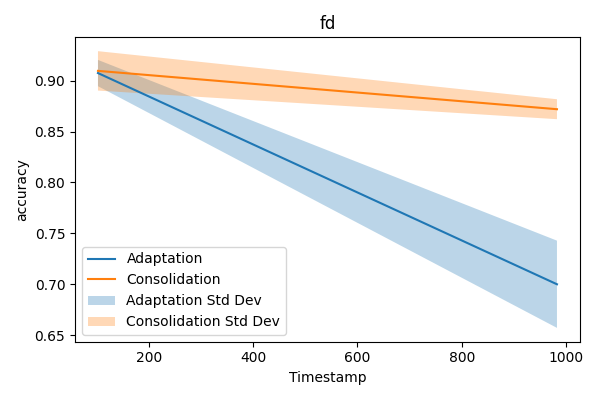 fd
accuracy
0.90
0.85
0.80
0.75
0.70
0.65
Adaptation
Consolidation
Adaptation Std Dev
Consolidation Std Dev
200
400
600
800
1000
Timestamp